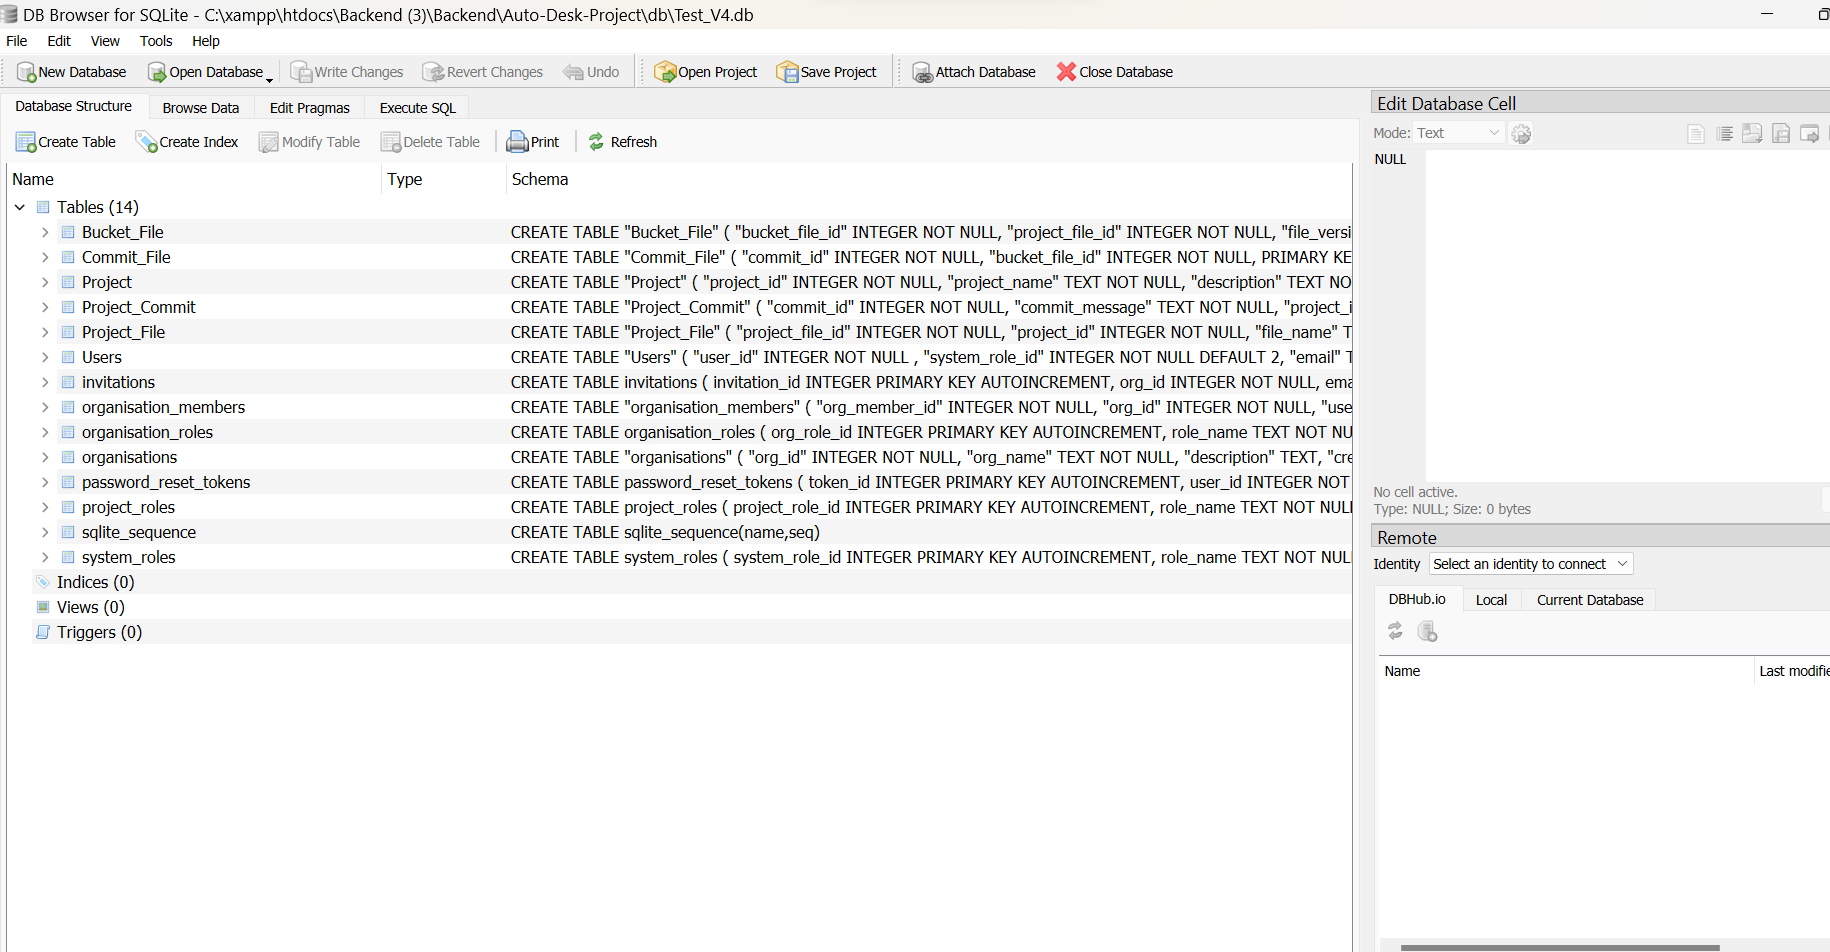 DB Browser for SQLite - C:\xampp\htdocs\Backend (3)\Backend\Auto-Desk-Project\db\Test_V4.db
File Edit View Tools Help
New Database Open Database Write Changes Revert Changes Undo Open Project Save Project Attach Database Close Database
Database Structure Browse Data Edit Pragmas Execute SQL
Create Table Create Index Modify Table Delete Table Print Refresh
Name Type Schema
Tables (14)
Bucket_File CREATE TABLE "Bucket_File" ( "bucket_file_id" INTEGER NOT NULL, "project_file_id" INTEGER NOT NULL, "file_versi
Commit_File CREATE TABLE "Commit_File" ( "commit_id" INTEGER NOT NULL, "bucket_file_id" INTEGER NOT NULL, PRIMARY KE
Project CREATE TABLE "Project" ( "project_id" INTEGER NOT NULL, "project_name" TEXT NOT NULL, "description" TEXT NO
Project_Commit CREATE TABLE "Project_Commit" ( "commit_id" INTEGER NOT NULL, "commit_message" TEXT NOT NULL, "project_i
Project_File CREATE TABLE "Project_File" ( "project_file_id" INTEGER NOT NULL, "project_id" INTEGER NOT NULL, "file_name" T
Users CREATE TABLE "Users" ( "user_id" INTEGER NOT NULL , "system_role_id" INTEGER NOT NULL DEFAULT 2, "email" T
invitations CREATE TABLE invitations ( invitation_id INTEGER PRIMARY KEY AUTOINCREMENT, org_id INTEGER NOT NULL, ema
organisation_members CREATE TABLE "organisation_members" ( "org_member_id" INTEGER NOT NULL, "org_id" INTEGER NOT NULL, "use
organisation_roles CREATE TABLE organisation_roles ( org_role_id INTEGER PRIMARY KEY AUTOINCREMENT, role_name TEXT NOT NU
organisations CREATE TABLE "organisations" ( "org_id" INTEGER NOT NULL, "org_name" TEXT NOT NULL, "description" TEXT, "cre
password_reset_tokens CREATE TABLE password_reset_tokens ( token_id INTEGER PRIMARY KEY AUTOINCREMENT, user_id INTEGER NOT
project_roles CREATE TABLE project_roles ( project_role_id INTEGER PRIMARY KEY AUTOINCREMENT, role_name TEXT NOT NULL
sqlite_sequence CREATE TABLE sqlite_sequence(name,seq)
system_roles CREATE TABLE system_roles ( system_role_id INTEGER PRIMARY KEY AUTOINCREMENT, role_name TEXT NOT NUL
Indices (0)
Views (0)
Triggers (0)
Edit Database Cell
Mode: Text
NULL
No cell active.
Type: NULL; Size: 0 bytes
Remote
Identity Select an identity to connect
DBHub.io Local Current Database
Name Last modifie